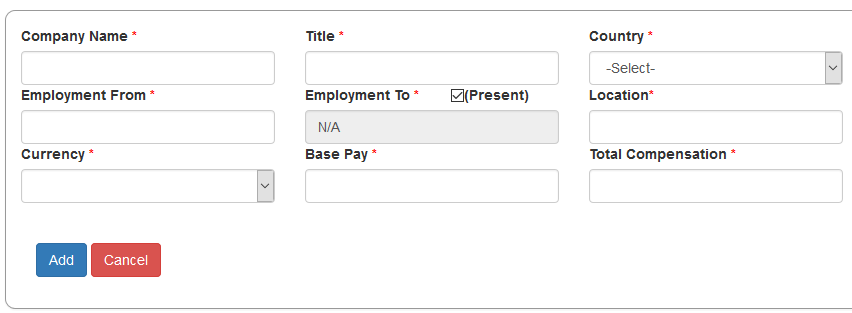 Company Name * Title * Country *
-Select-
Employment From * Employment To * (Present) Location*
N/A
Currency * Base Pay * Total Compensation *
Add Cancel